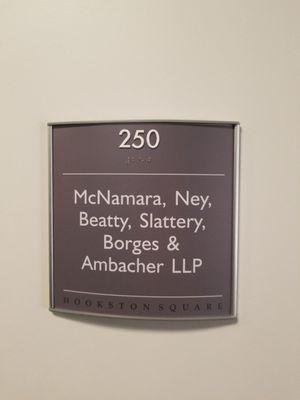 250
McNamara, Ney,
Beatty, Slattery,
Borges &
Ambacher LLP
HOOKSTON SQUARE